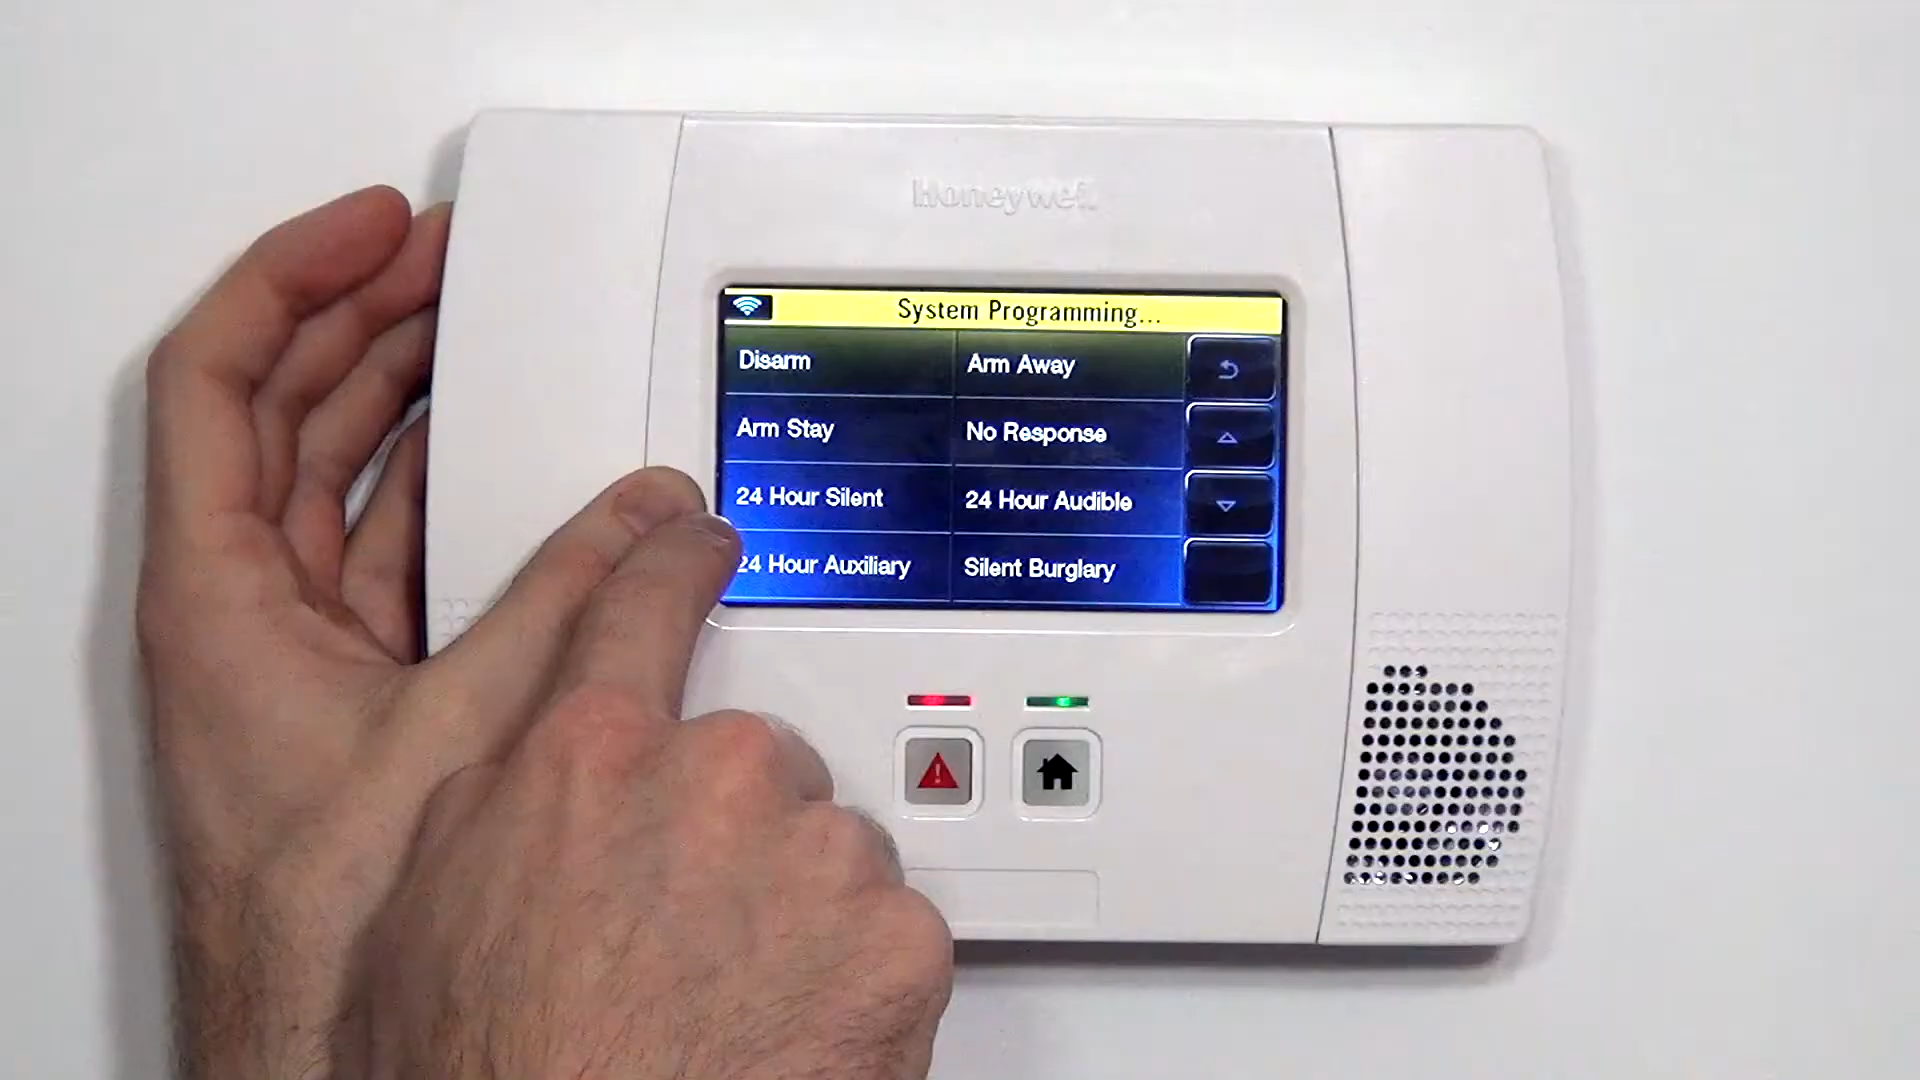 Honeywell
System Programming...
Disarm
Arm Away
Arm Stay
No Response
24 Hour Silent
24 Hour Audible
24 Hour Auxiliary
Silent Burglary